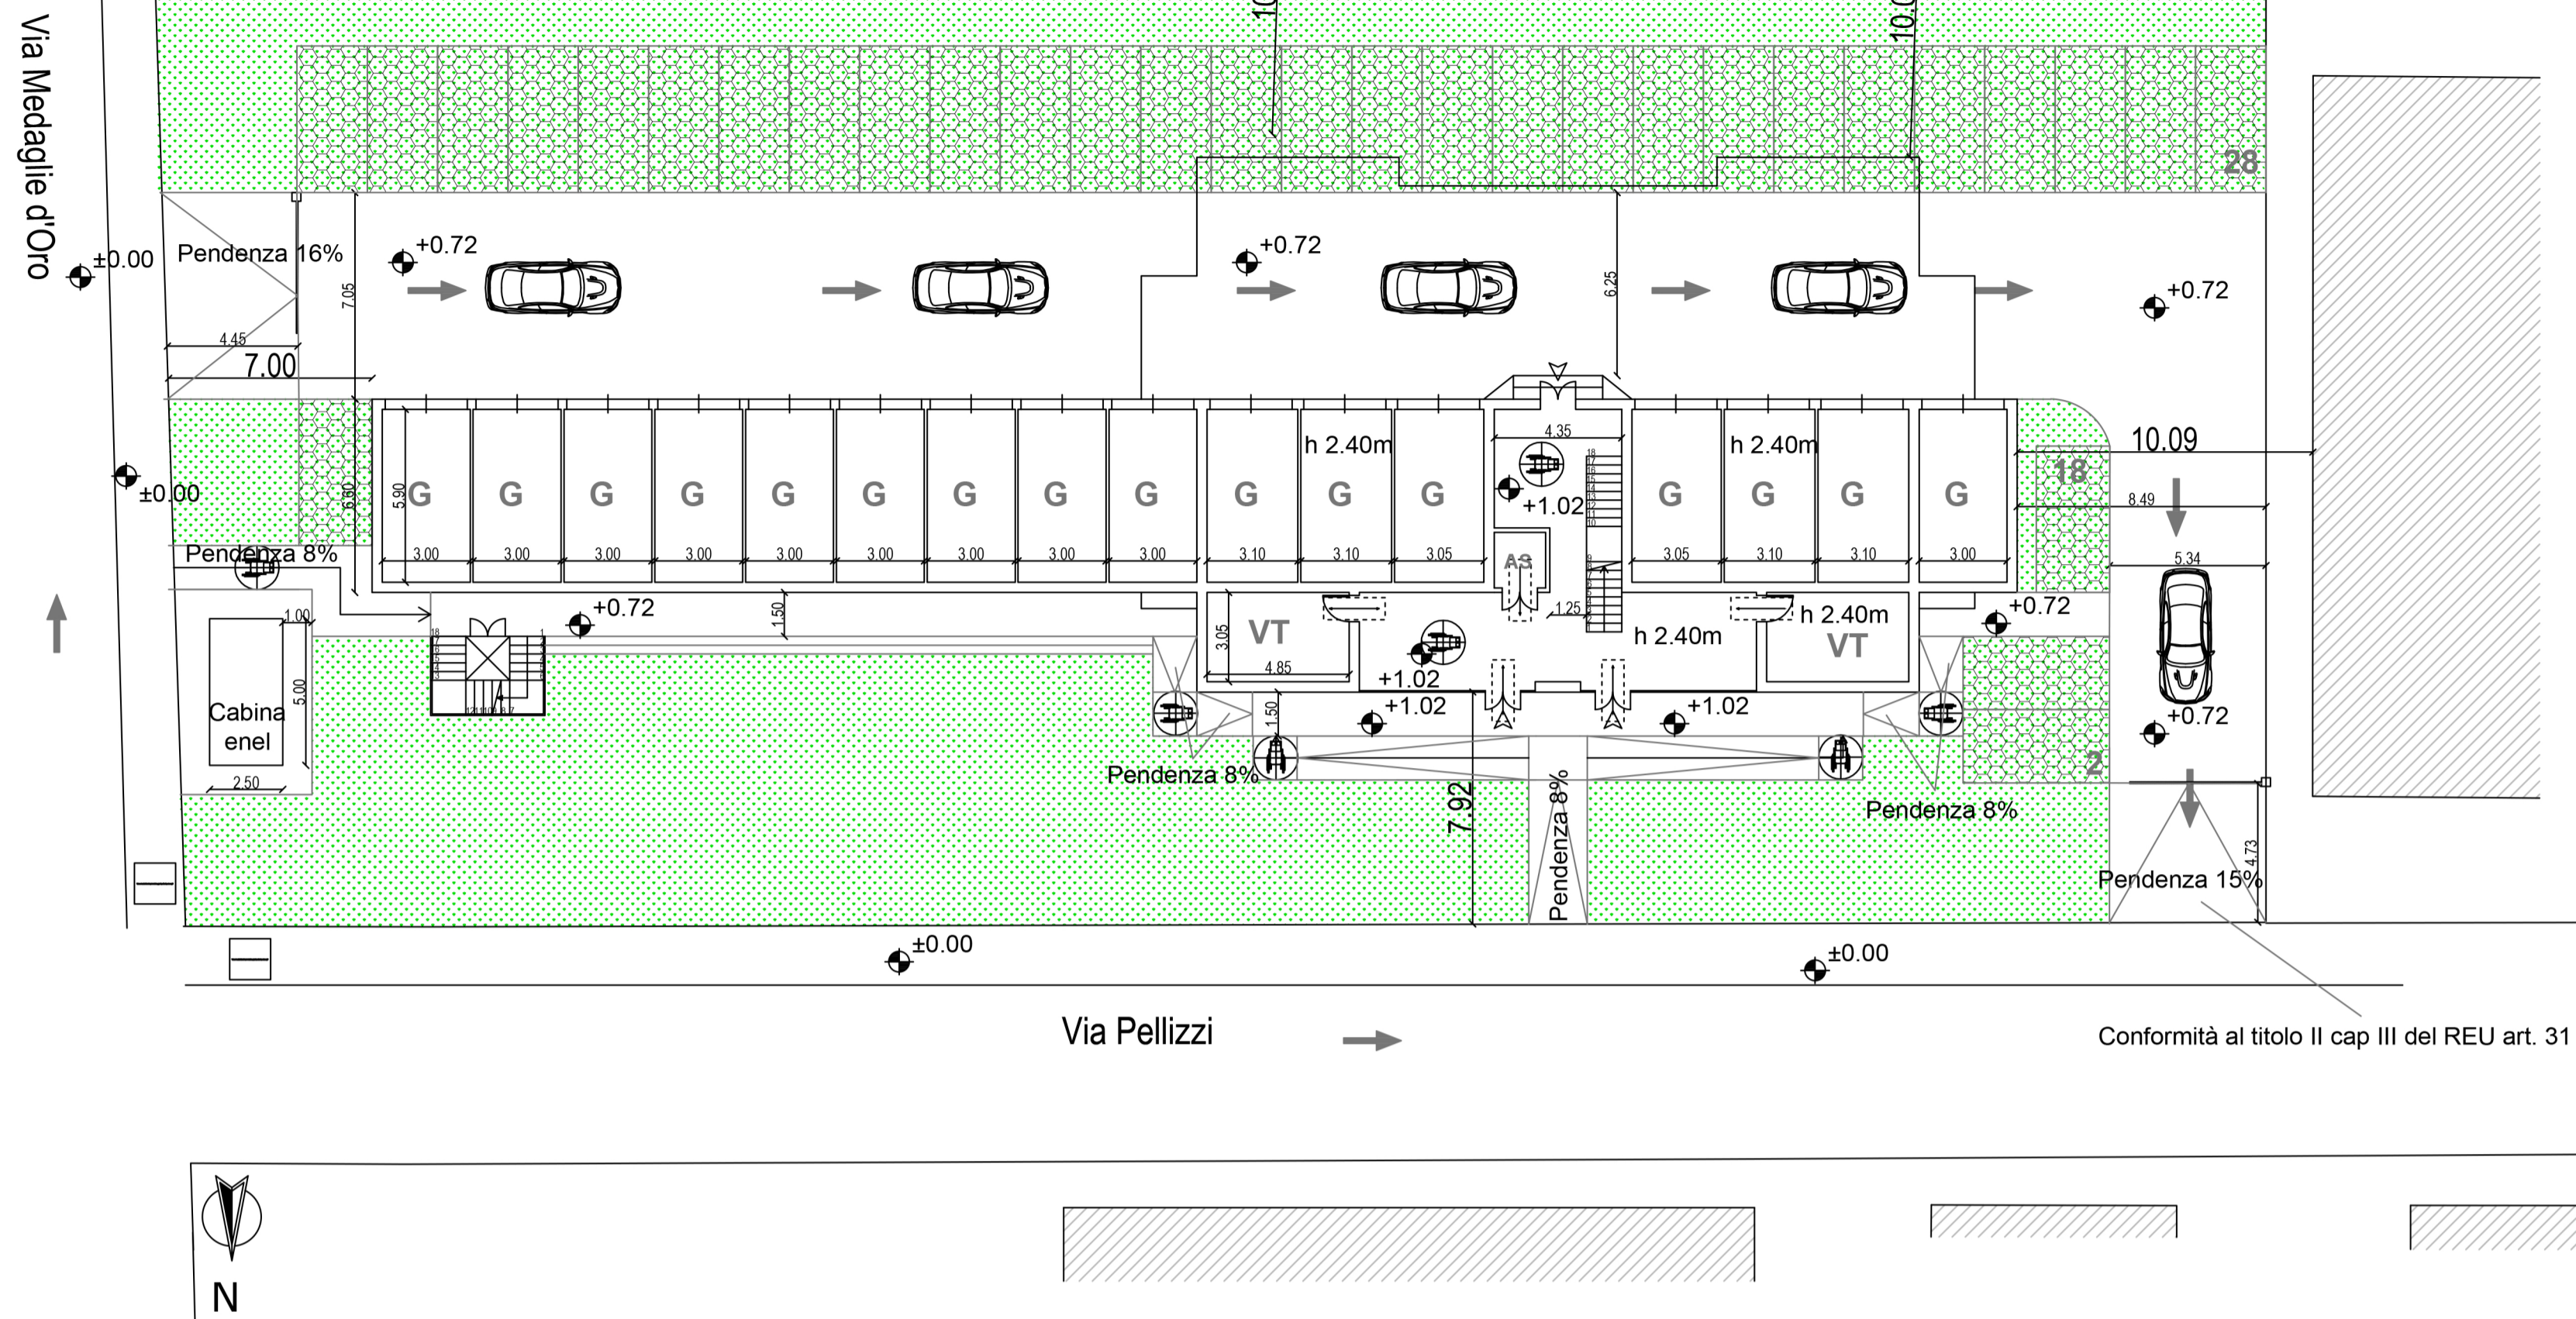 Via Medaglie d'Oro
10.0
28
±0.00
Pendenza 16%
+0.72
+0.72
+0.72
7.05
6.25
4.45
7.00
±0.00
6.60
5.90
G G G G G G G G G G G G G G G G
h 2.40m
h 2.40m
4.35
+1.02
18
10.09
8.49
5.34
3.00 3.00 3.00 3.00 3.00 3.00 3.00 3.00 3.00 3.10 3.10 3.05 3.05 3.10 3.10 3.00
AS
1.25
Pendenza 8%
1.00
+0.72
1.50
3.05
VT
4.85
h 2.40m
h 2.40m
VT
+0.72
+1.02
+1.02
+1.02
1.50
Cabina
enel
5.00
2.50
Pendenza 8%
7.92
Pendenza 8%
Pendenza 8%
2
+0.72
4.73
Pendenza 15%
±0.00
±0.00
Via Pellizzi
Conformità al titolo II cap III del REU art. 31
N